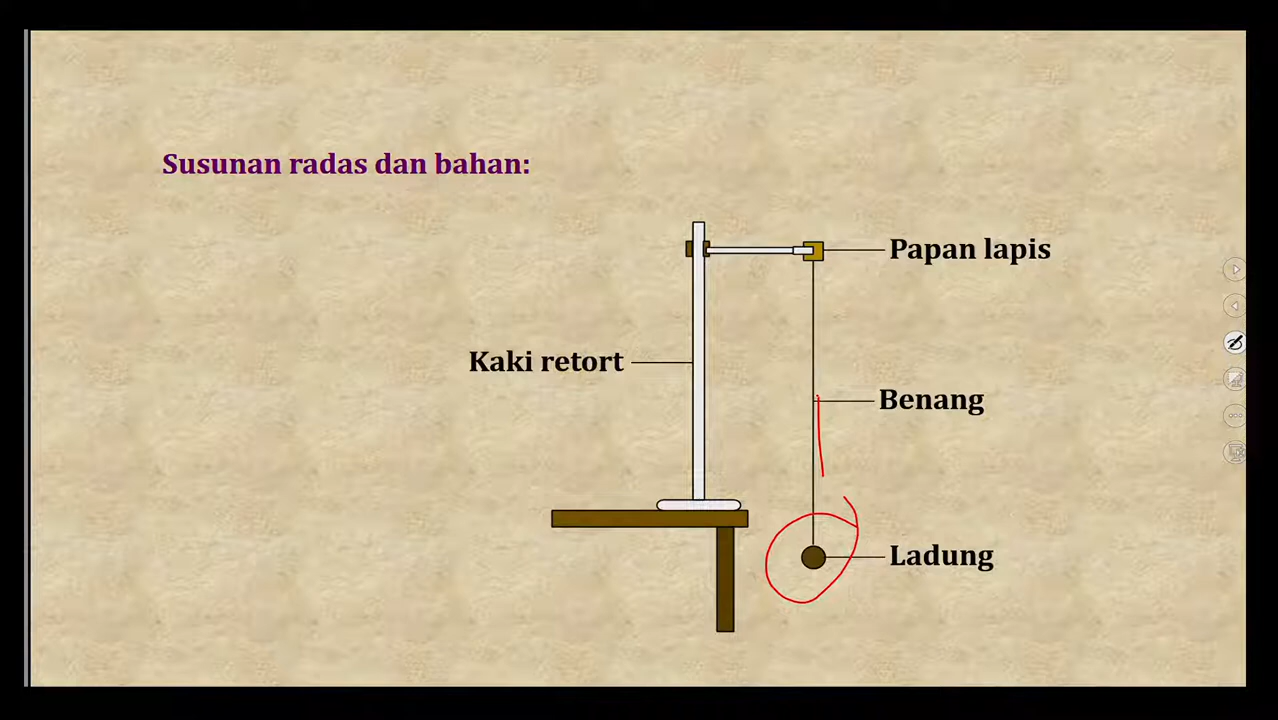 Susunan radas dan bahan:
Papan lapis
Kaki retort
Benang
Ladung